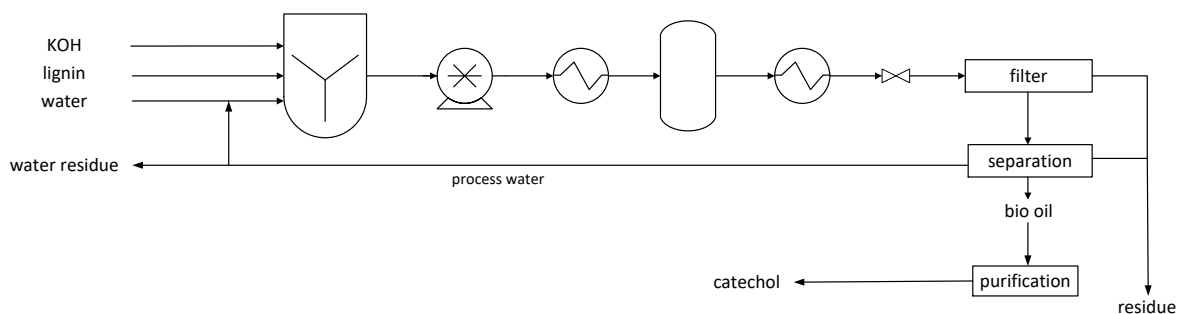 KOH
lignin
water
filter
water residue
process water
separation
bio oil
catechol
purification
residue